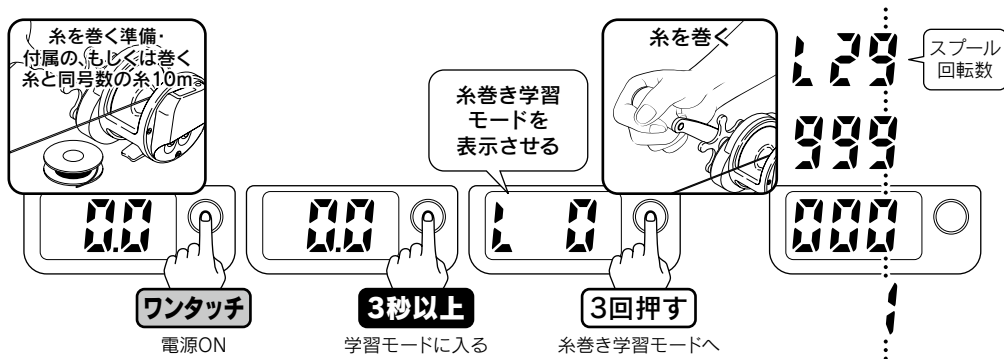 糸を巻く準備・
付属の、もしくは巻く
糸と同号数の糸10m
糸巻き学習
モードを
表示させる
糸を巻く
L29
スプール
回転数
999
0.0
0.0
L 0
000
1
ワンタッチ
3秒以上
3回押す
電源ON
学習モードに入る
糸巻き学習モードへ